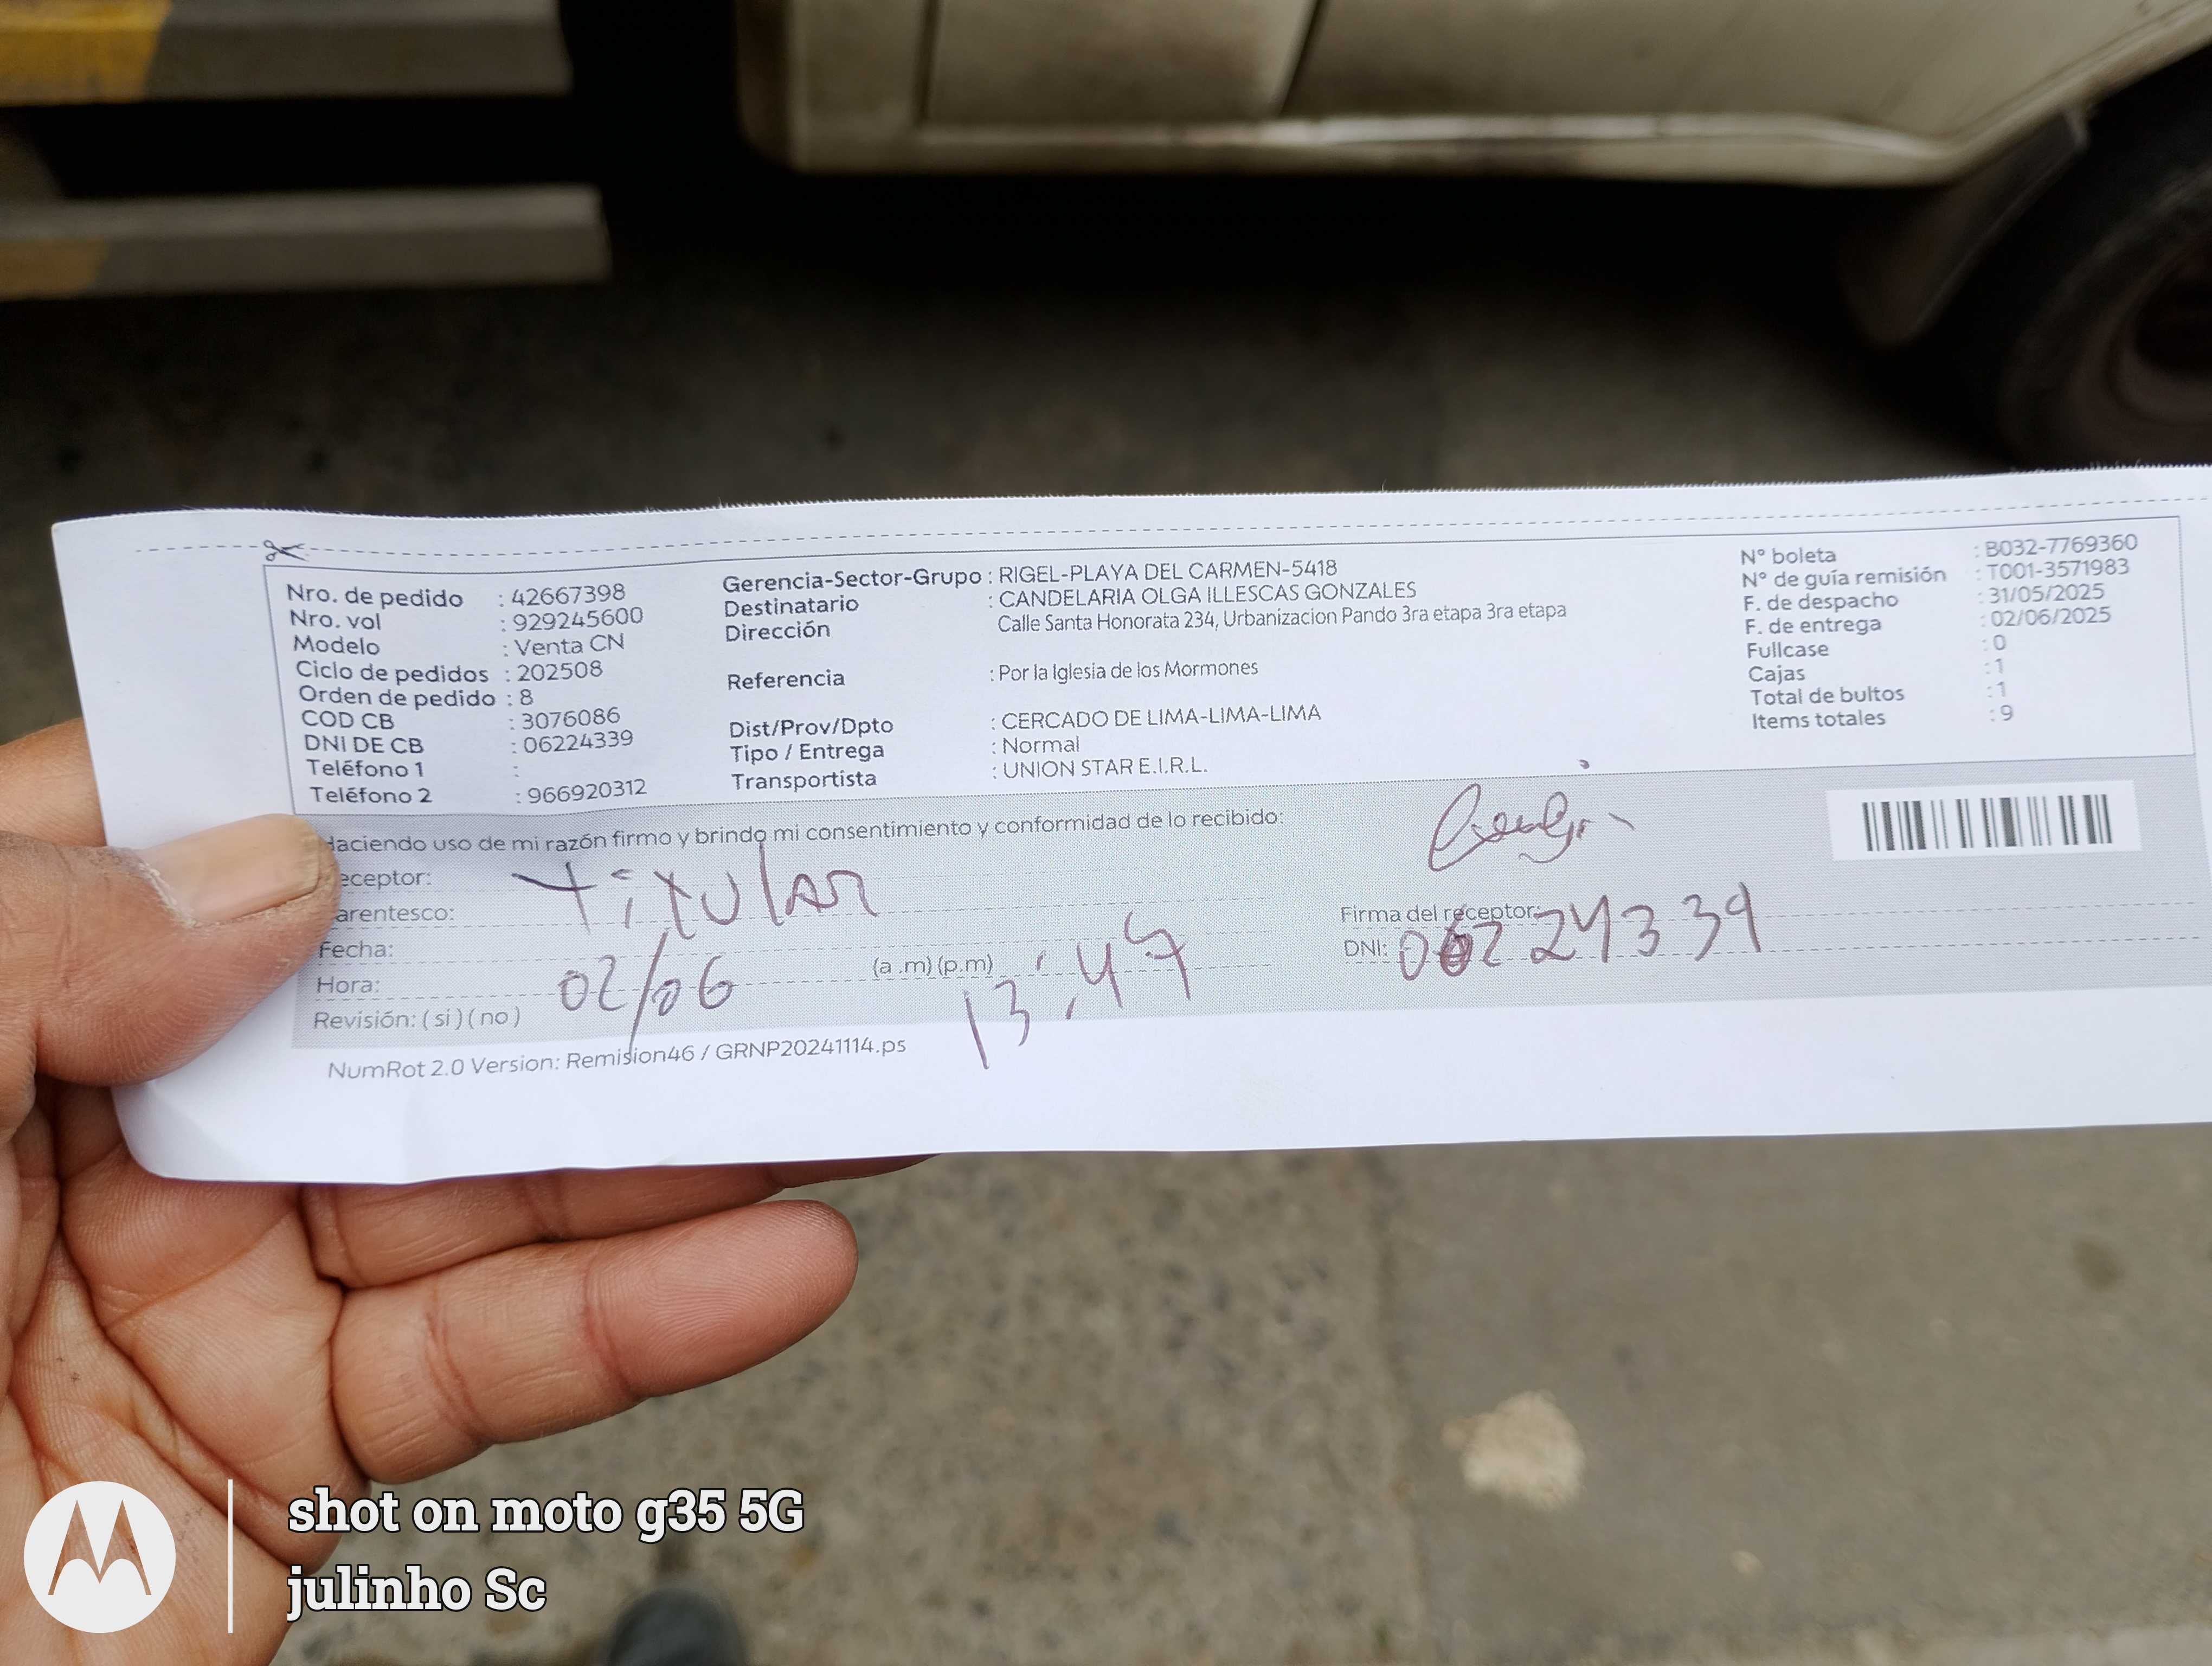 Nro. de pedido : 42667398
Nro. vol : 929245600
Modelo : Venta CN
Ciclo de pedidos : 202508
Orden de pedido : 8
COD CB : 3076086
DNI DE CB : 06224339
Teléfono 1 :
Teléfono 2 : 966920312
Gerencia-Sector-Grupo : RIGEL-PLAYA DEL CARMEN-5418
Destinatario : CANDELARIA OLGA ILLESCAS GONZALES
Dirección Calle Santa Honorata 234, Urbanizacion Pando 3ra etapa 3ra etapa
Referencia : Por la Iglesia de los Mormones
Dist/Prov/Dpto : CERCADO DE LIMA-LIMA-LIMA
Tipo / Entrega : Normal
Transportista : UNION STAR E.I.R.L.
N° boleta : B032-7769360
N° de guía remisión : T001-3571983
F. de despacho : 31/05/2025
F. de entrega : 02/06/2025
Fullcase : 0
Cajas : 1
Total de bultos : 1
Items totales : 9
Haciendo uso de mi razón firmo y brindo mi consentimiento y conformidad de lo recibido:
eceptor:
arentesco: titular
Fecha: 02/06
Hora: (a .m) (p.m)
Revisión: ( si ) ( no )
Firma del receptor:
DNI: 06224339
NumRot 2.0 Version: Remision46 / GRNP20241114.ps
shot on moto g35 5G
julinho Sc